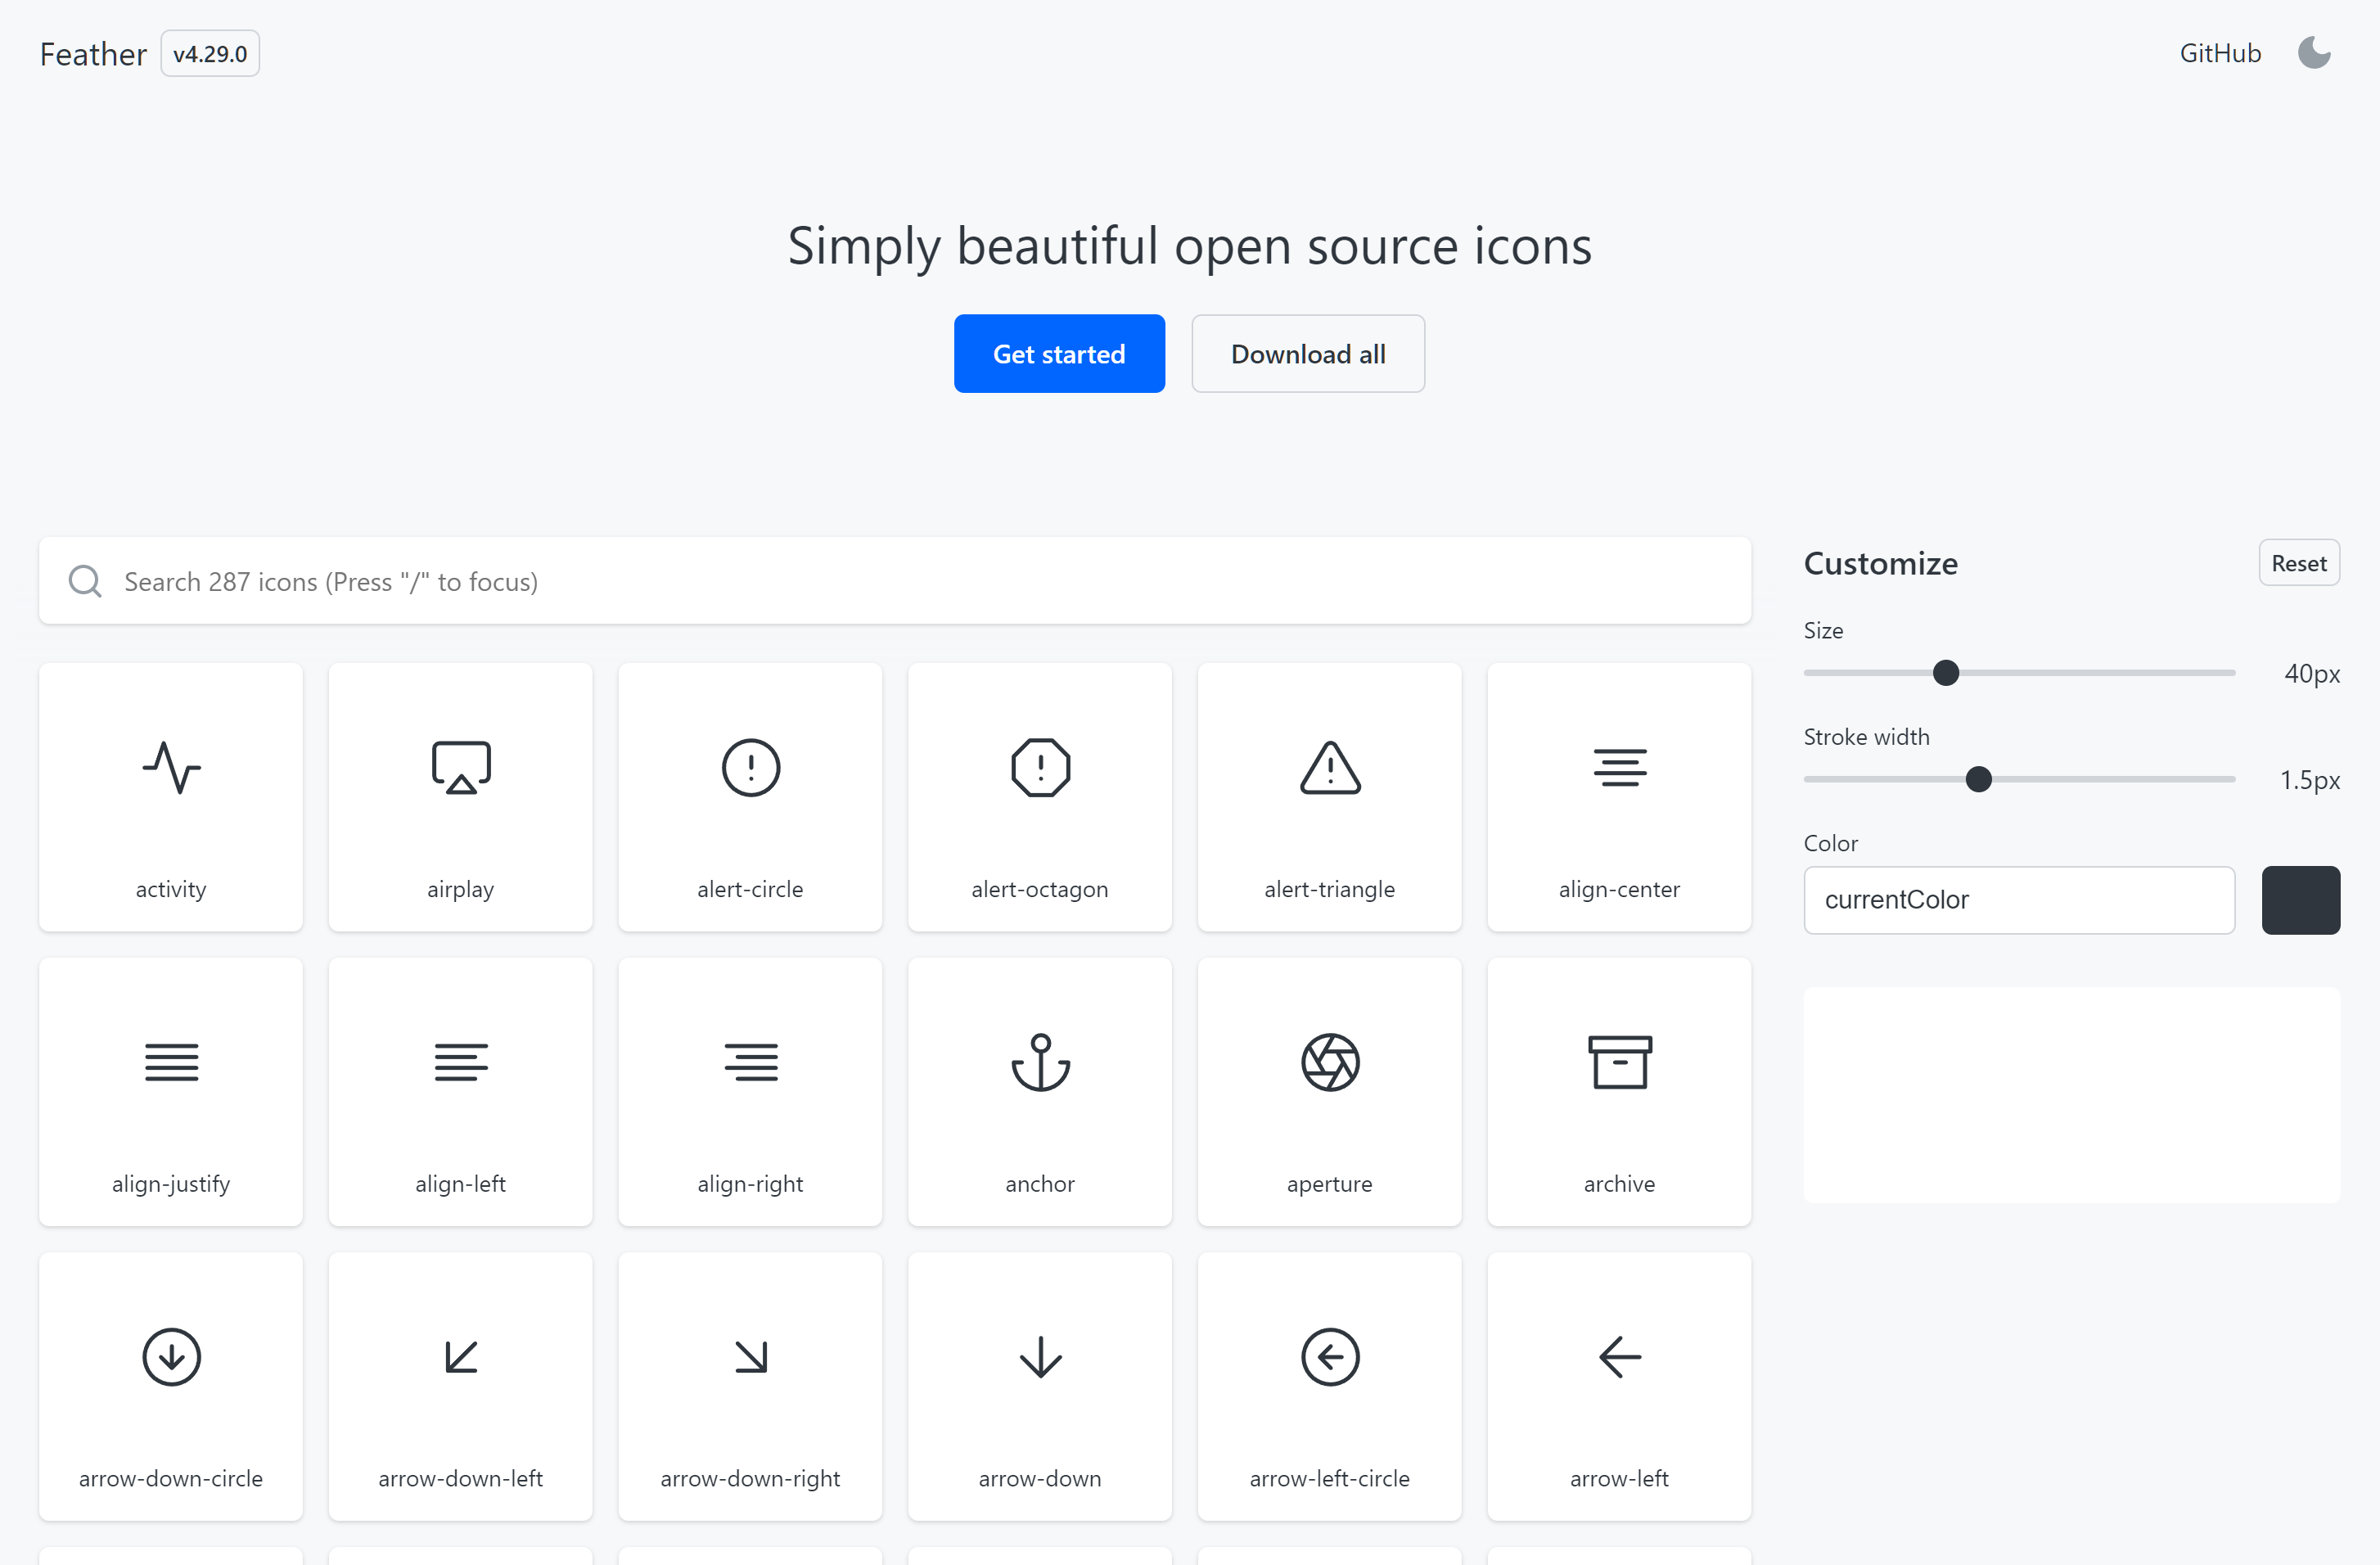 Feather v4.29.0 GitHub
Simply beautiful open source icons
Get started Download all
Search 287 icons (Press "/" to focus)
Customize Reset
Size
40px
Stroke width
1.5px
Color
currentColor
activity airplay alert-circle alert-octagon alert-triangle align-center
align-justify align-left align-right anchor aperture archive
arrow-down-circle arrow-down-left arrow-down-right arrow-down arrow-left-circle arrow-left